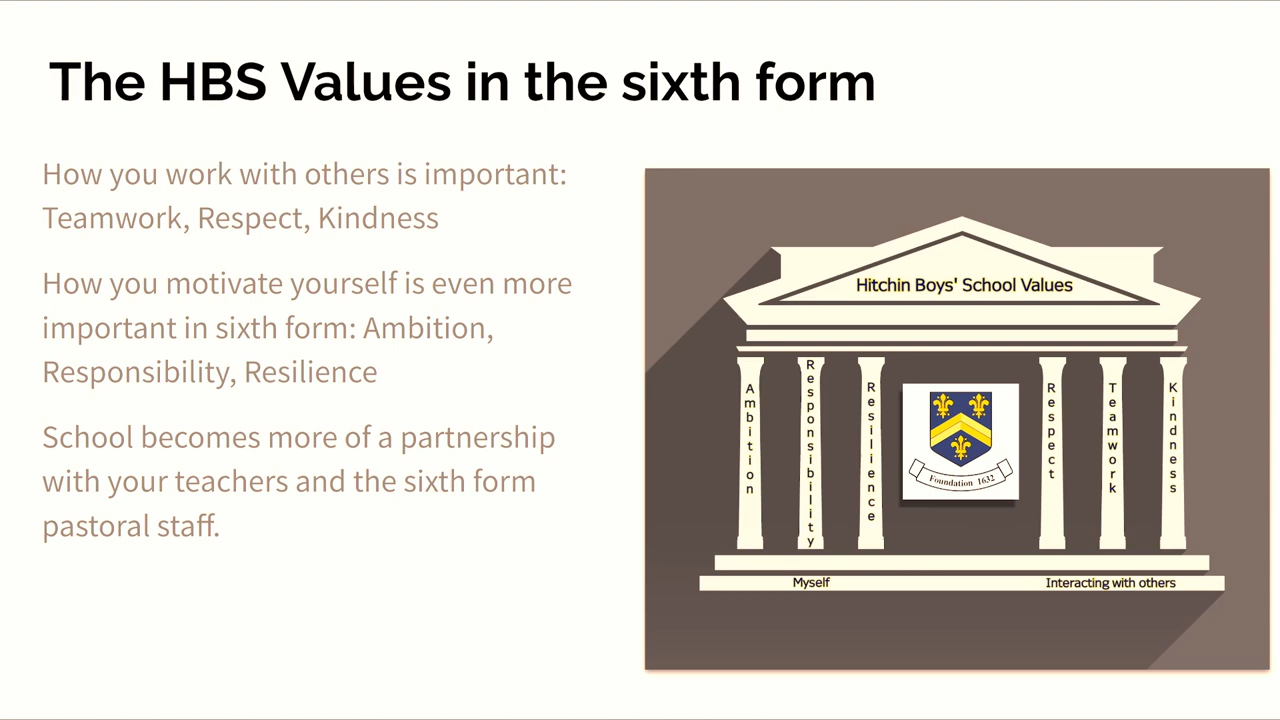 The HBS Values in the sixth form
How you work with others is important:
Teamwork, Respect, Kindness
How you motivate yourself is even more
important in sixth form: Ambition,
Responsibility, Resilience
School becomes more of a partnership
with your teachers and the sixth form
pastoral staff.
Hitchin Boys' School Values
Ambition
Responsibility
Resilience
Foundation 1632
Respect
Teamwork
Kindness
Myself
Interacting with others